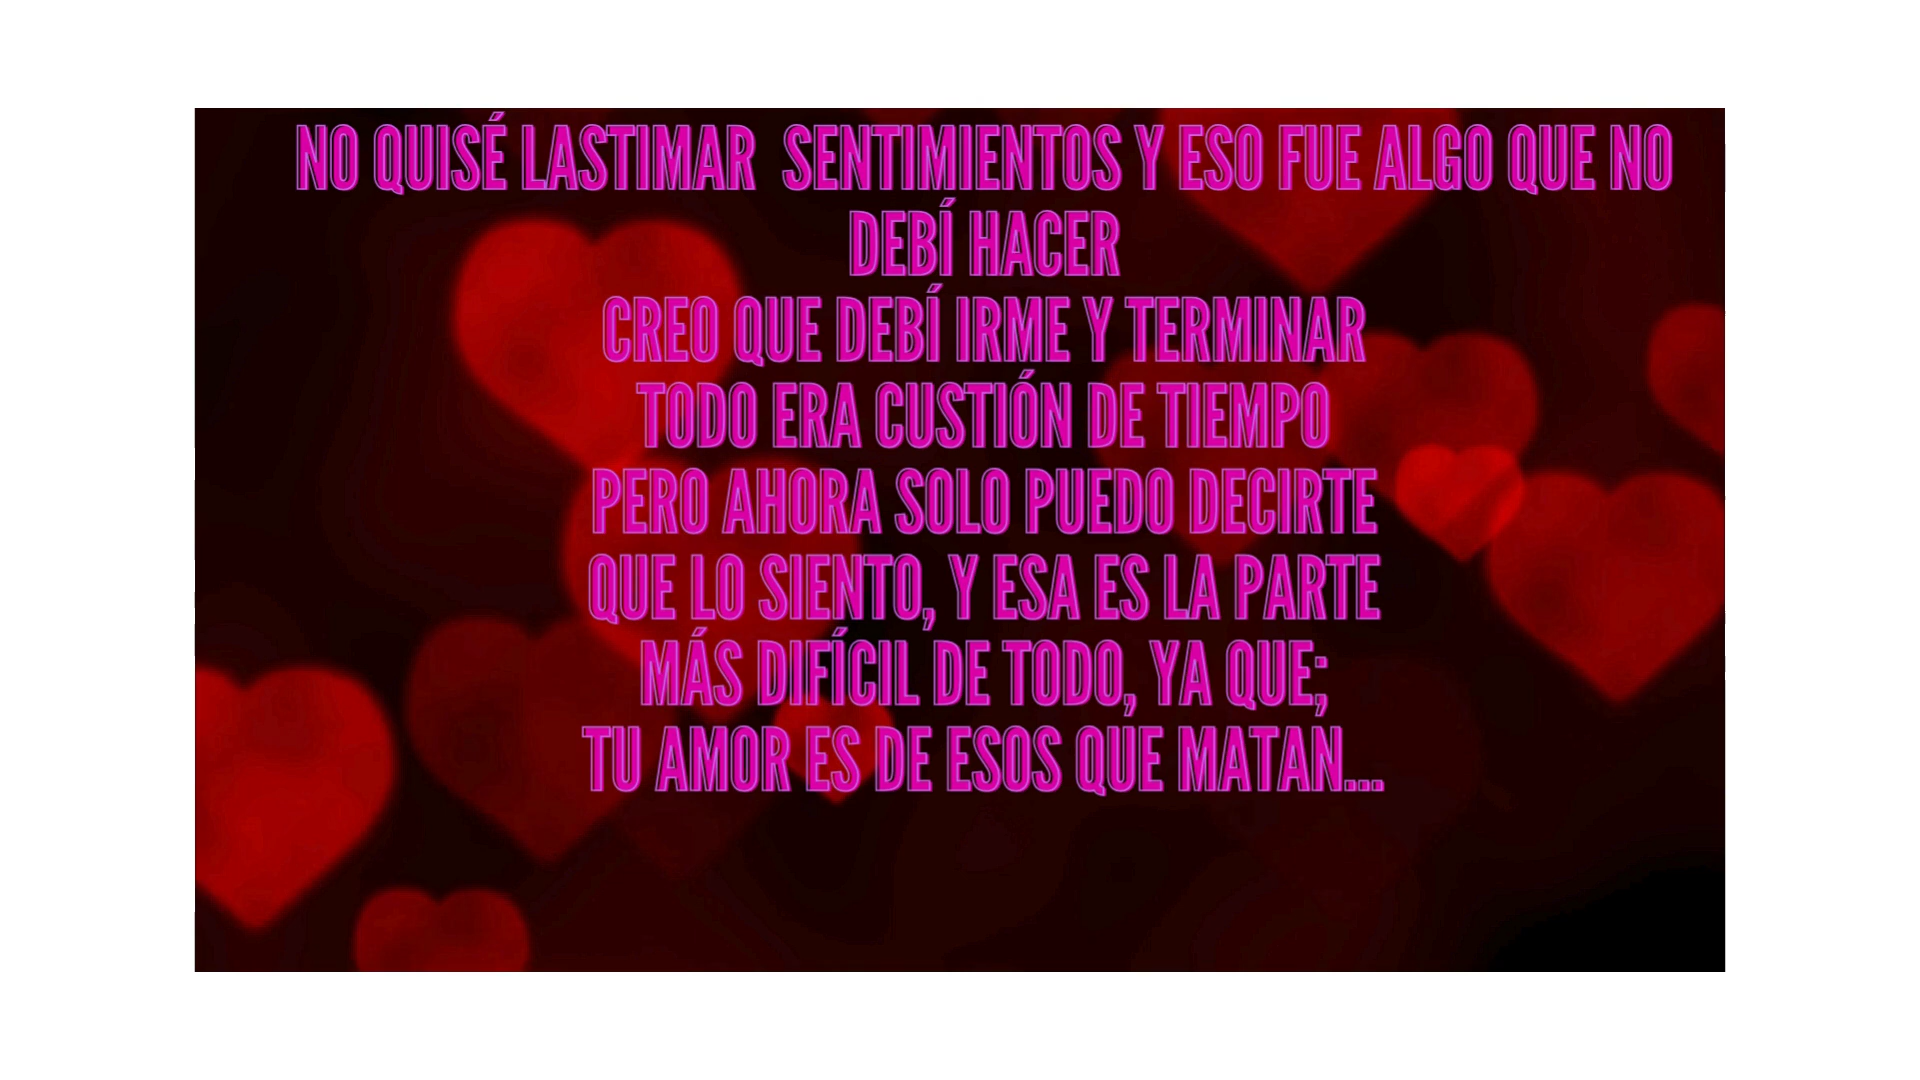 NO QUISÉ LASTIMAR  SENTIMIENTOS Y ESO FUE ALGO QUE NO
DEBÍ HACER
CREO QUE DEBÍ IRME Y TERMINAR
TODO ERA CUSTIÓN DE TIEMPO
PERO AHORA SOLO PUEDO DECIRTE
QUE LO SIENTO, Y ESA ES LA PARTE
MÁS DIFÍCIL DE TODO, YA QUE;
TU AMOR ES DE ESOS QUE MATAN...